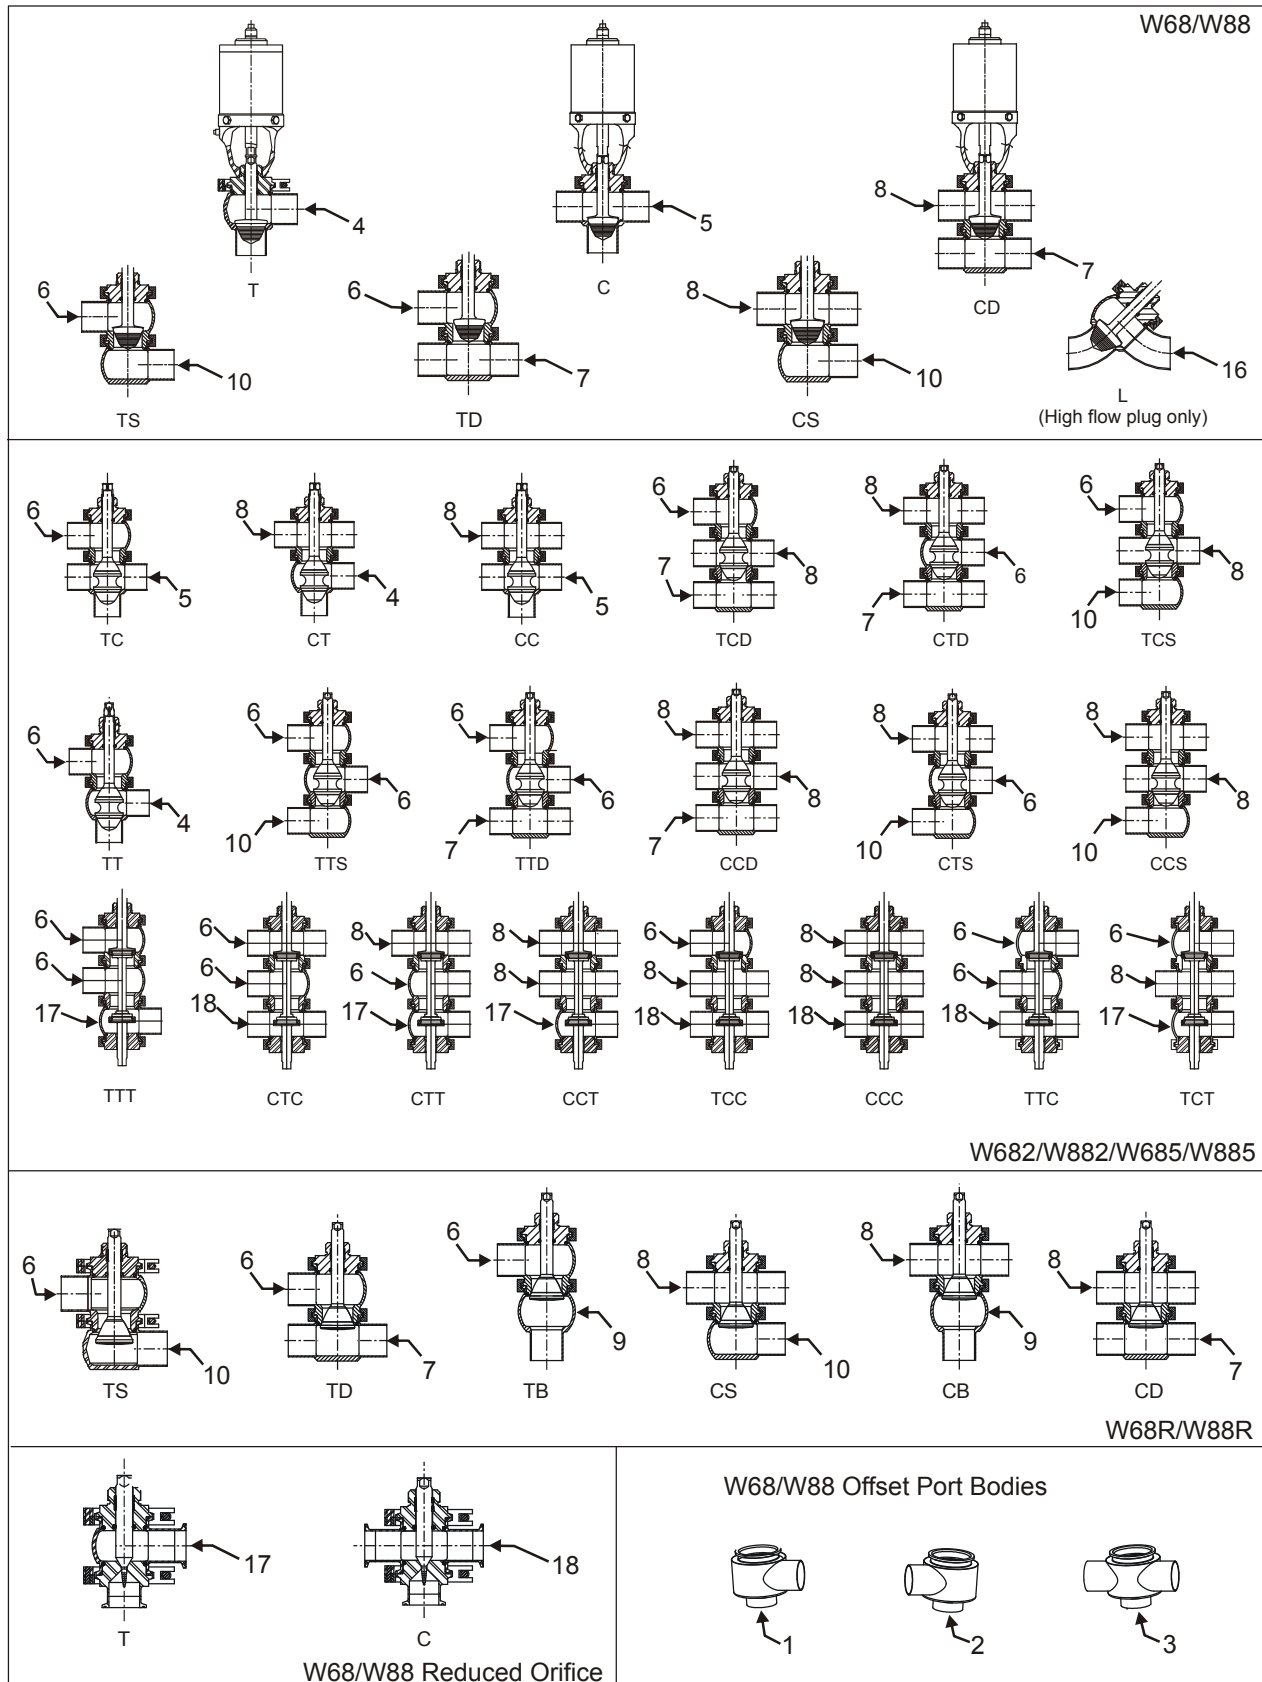 W68/W88
4
T
5
C
8
7
CD
6
10
TS
6
7
TD
8
10
CS
16
L
(High flow plug only)
6
5
TC
8
4
CT
8
5
CC
6
8
7
TCD
8
6
7
CTD
6
8
10
TCS
6
4
TT
6
6
10
TTS
6
6
7
TTD
8
8
7
CCD
8
6
10
CTS
8
8
10
CCS
6
6
17
TTT
6
6
18
CTC
8
6
17
CTT
8
8
17
CCT
6
8
18
TCC
8
8
18
CCC
6
6
18
TTC
6
8
17
TCT
W682/W882/W685/W885
6
10
TS
6
7
TD
6
9
TB
8
10
CS
8
9
CB
8
7
CD
W68R/W88R
17
T
18
C
W68/W88 Reduced Orifice
W68/W88 Offset Port Bodies
1
2
3